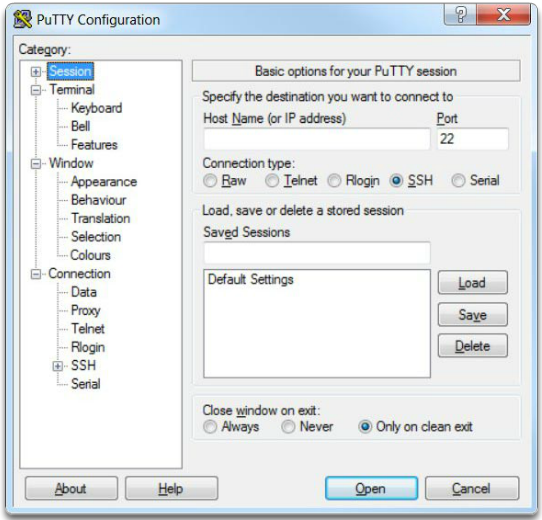 PuTTY Configuration
Category:
Session
Terminal
Keyboard
Bell
Features
Window
Appearance
Behaviour
Translation
Selection
Colours
Connection
Data
Proxy
Telnet
Rlogin
SSH
Serial
Basic options for your PuTTY session
Specify the destination you want to connect to
Host Name (or IP address) Port
22
Connection type:
Raw Telnet Rlogin SSH Serial
Load, save or delete a stored session
Saved Sessions
Default Settings
Load
Save
Delete
Close window on exit:
Always Never Only on clean exit
About Help Open Cancel